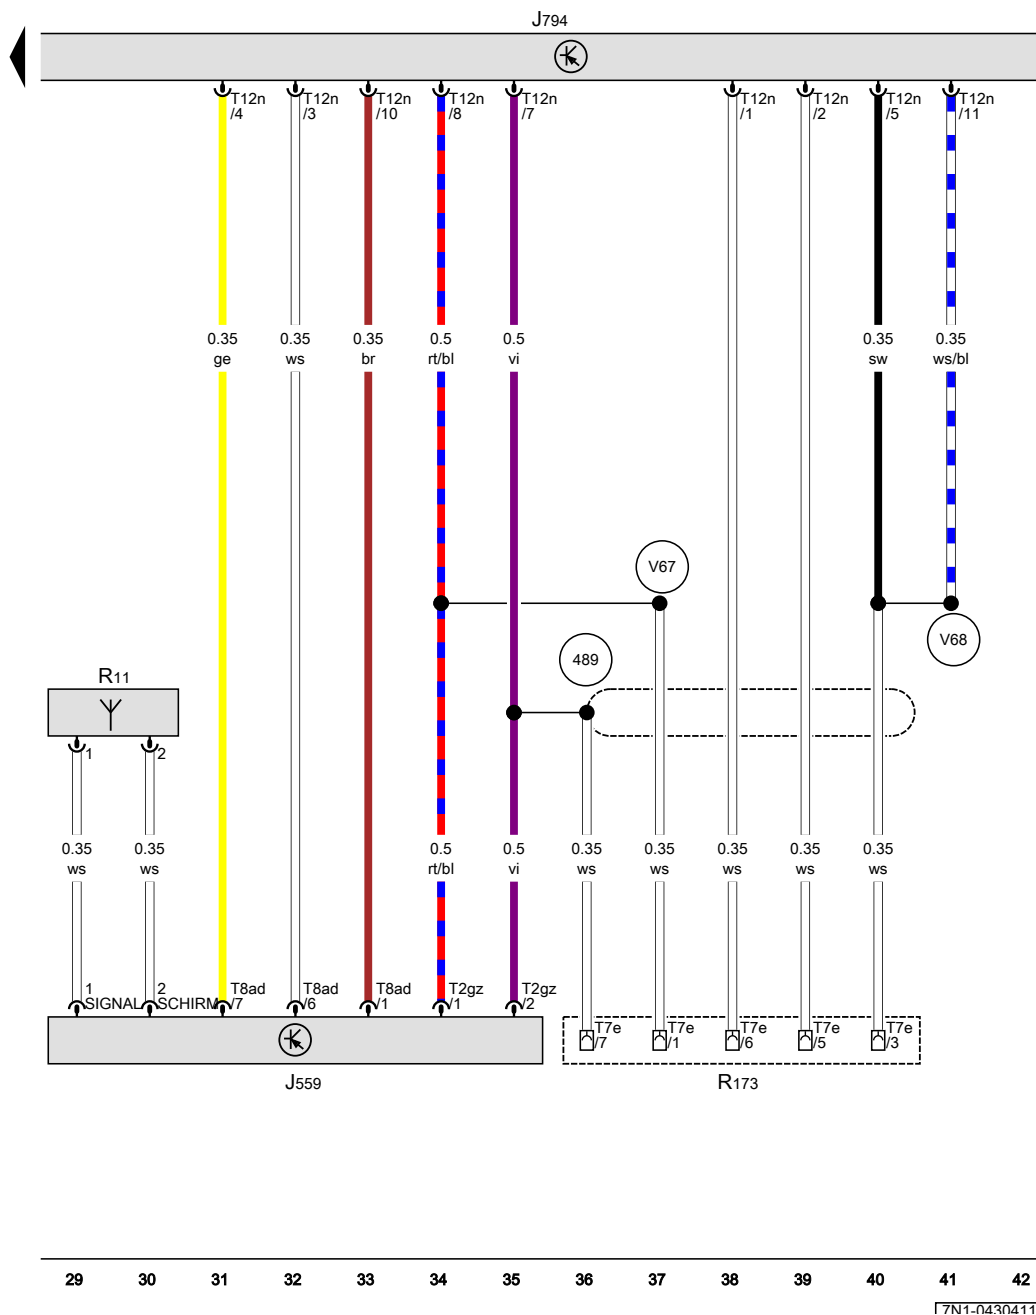 J794
T12n T12n T12n T12n T12n T12n T12n T12n T12n
/4 /3 /10 /8 /7 /1 /2 /5 /11
0.35 0.35 0.35 0.5 0.5 0.35 0.35
ge ws br rt/bl vi sw ws/bl
V67
V68
489
R11
1 2
0.35 0.35 0.5 0.5 0.35 0.35 0.35 0.35 0.35
ws ws rt/bl vi ws ws ws ws ws
1 2 T8ad T8ad T8ad T2gz T2gz
SIGNAL SCHIRM /7 /6 /1 /1 /2
T7e T7e T7e T7e T7e
/7 /1 /6 /5 /3
J559 R173
29 30 31 32 33 34 35 36 37 38 39 40 41 42
7N1-0430411